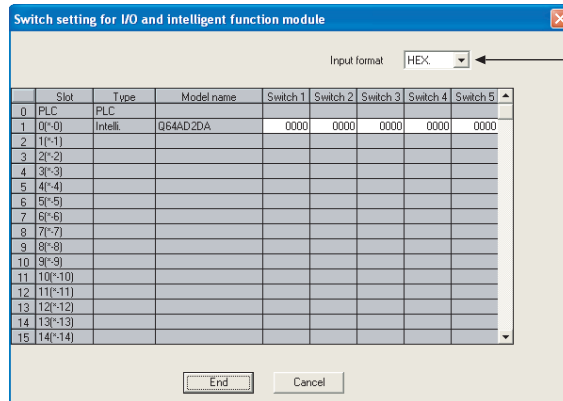 Switch setting for I/O and intelligent function module
Input format HEX.
Slot Type Model name Switch 1 Switch 2 Switch 3 Switch 4 Switch 5
0 PLC PLC
1 0(*-0) Intelli. Q64AD2DA 0000 0000 0000 0000 0000
2 1(*-1)
3 2(*-2)
4 3(*-3)
5 4(*-4)
6 5(*-5)
7 6(*-6)
8 7(*-7)
9 8(*-8)
10 9(*-9)
11 10(*-10)
12 11(*-11)
13 12(*-12)
14 13(*-13)
15 14(*-14)
End Cancel